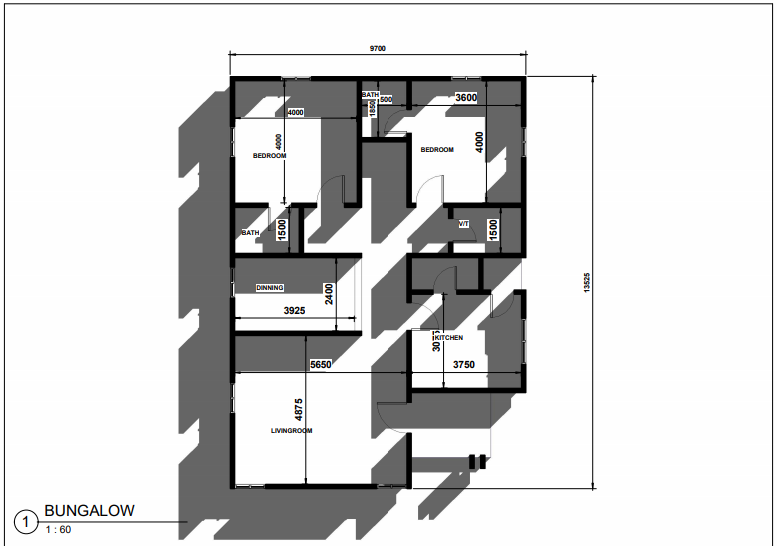 9700
BATH
500
1850
3600
4000
4000
4000
BEDROOM
BEDROOM
BATH
1500
V/T
1500
DINNING
2400
3925
13525
KITCHEN
3750
5650
4875
LIVINGROOM
1
BUNGALOW
1 : 60